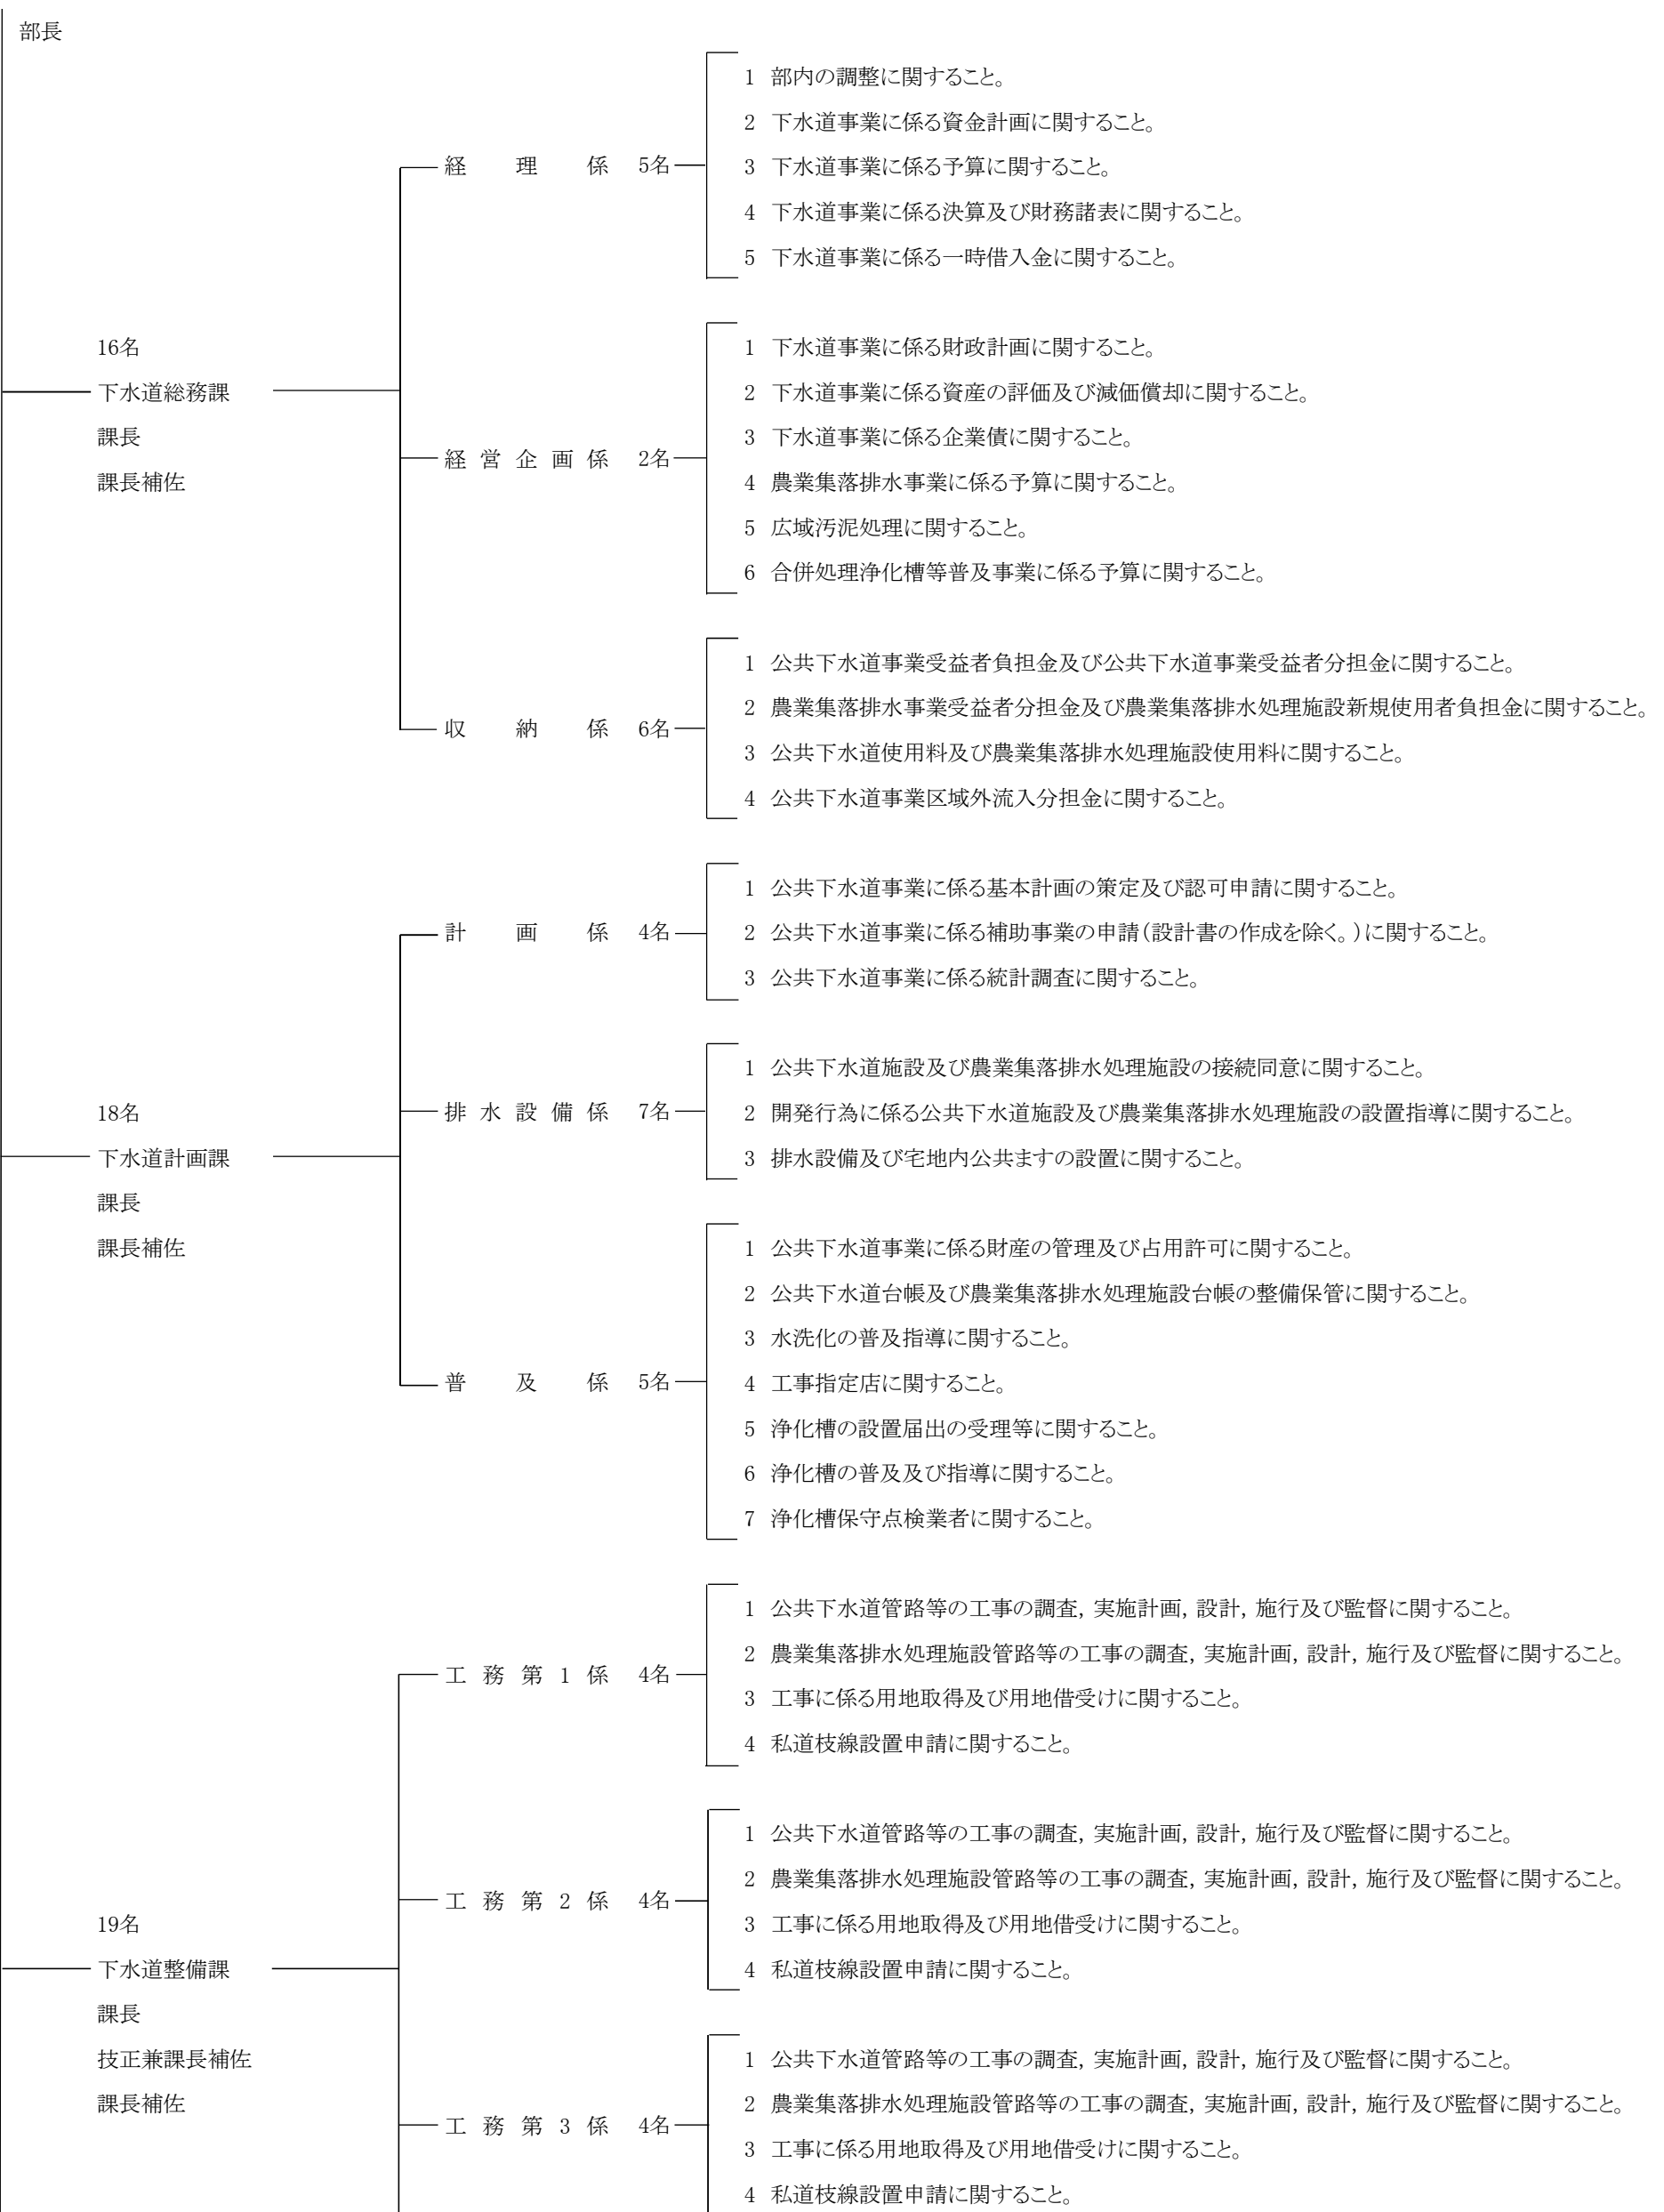 部長
16名
下水道総務課
課長
課長補佐
経理係 5名
1 部内の調整に関すること。
2 下水道事業に係る資金計画に関すること。
3 下水道事業に係る予算に関すること。
4 下水道事業に係る決算及び財務諸表に関すること。
5 下水道事業に係る一時借入金に関すること。
経営企画係 2名
1 下水道事業に係る財政計画に関すること。
2 下水道事業に係る資産の評価及び減価償却に関すること。
3 下水道事業に係る企業債に関すること。
4 農業集落排水事業に係る予算に関すること。
5 広域汚泥処理に関すること。
6 合併処理浄化槽等普及事業に係る予算に関すること。
収納係 6名
1 公共下水道事業受益者負担金及び公共下水道事業受益者分担金に関すること。
2 農業集落排水事業受益者分担金及び農業集落排水処理施設新規使用者負担金に関すること。
3 公共下水道使用料及び農業集落排水処理施設使用料に関すること。
4 公共下水道事業区域外流入分担金に関すること。
18名
下水道計画課
課長
課長補佐
計画係 4名
1 公共下水道事業に係る基本計画の策定及び認可申請に関すること。
2 公共下水道事業に係る補助事業の申請(設計書の作成を除く。)に関すること。
3 公共下水道事業に係る統計調査に関すること。
排水設備係 7名
1 公共下水道施設及び農業集落排水処理施設の接続同意に関すること。
2 開発行為に係る公共下水道施設及び農業集落排水処理施設の設置指導に関すること。
3 排水設備及び宅地内公共ますの設置に関すること。
普及係 5名
1 公共下水道事業に係る財産の管理及び占用許可に関すること。
2 公共下水道台帳及び農業集落排水処理施設台帳の整備保管に関すること。
3 水洗化の普及指導に関すること。
4 工事指定店に関すること。
5 浄化槽の設置届出の受理等に関すること。
6 浄化槽の普及及び指導に関すること。
7 浄化槽保守点検業者に関すること。
19名
下水道整備課
課長
技正兼課長補佐
課長補佐
工務第1係 4名
1 公共下水道管路等の工事の調査,実施計画,設計,施行及び監督に関すること。
2 農業集落排水処理施設管路等の工事の調査,実施計画,設計,施行及び監督に関すること。
3 工事に係る用地取得及び用地借受けに関すること。
4 私道枝線設置申請に関すること。
工務第2係 4名
1 公共下水道管路等の工事の調査,実施計画,設計,施行及び監督に関すること。
2 農業集落排水処理施設管路等の工事の調査,実施計画,設計,施行及び監督に関すること。
3 工事に係る用地取得及び用地借受けに関すること。
4 私道枝線設置申請に関すること。
工務第3係 4名
1 公共下水道管路等の工事の調査,実施計画,設計,施行及び監督に関すること。
2 農業集落排水処理施設管路等の工事の調査,実施計画,設計,施行及び監督に関すること。
3 工事に係る用地取得及び用地借受けに関すること。
4 私道枝線設置申請に関すること。